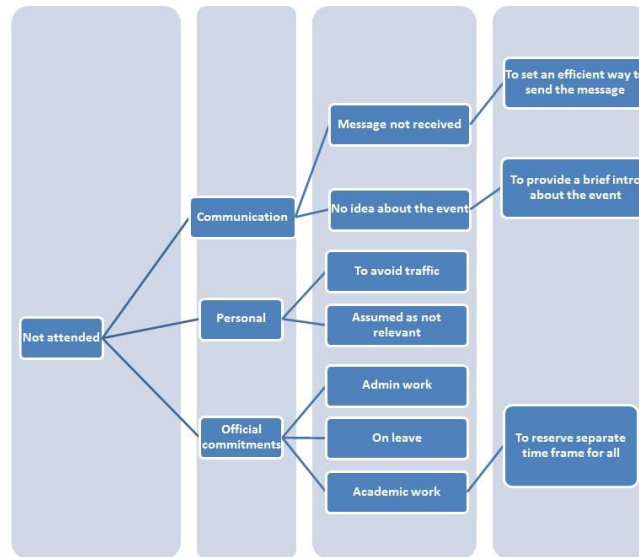 To set an efficient way t
send the message
Message not received
To provide a brief intro
about the event
No idea about the event
Communication
To avoid traffic
Personal
Assumed as not
relevant
Not attended
Admin work
Official
commitments
On leave
To reserve separate
time frame for all
Academic work